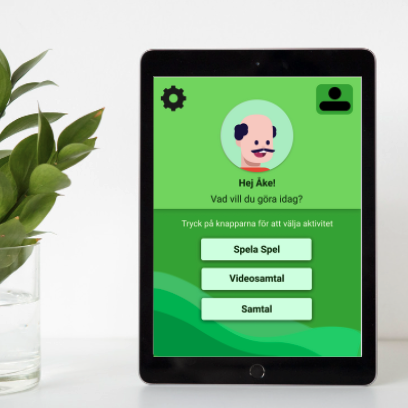 Hej Åke!
Vad vill du göra idag?
Tryck på knapparna för att välja aktivitet
Spela Spel
Videosamtal
Samtal